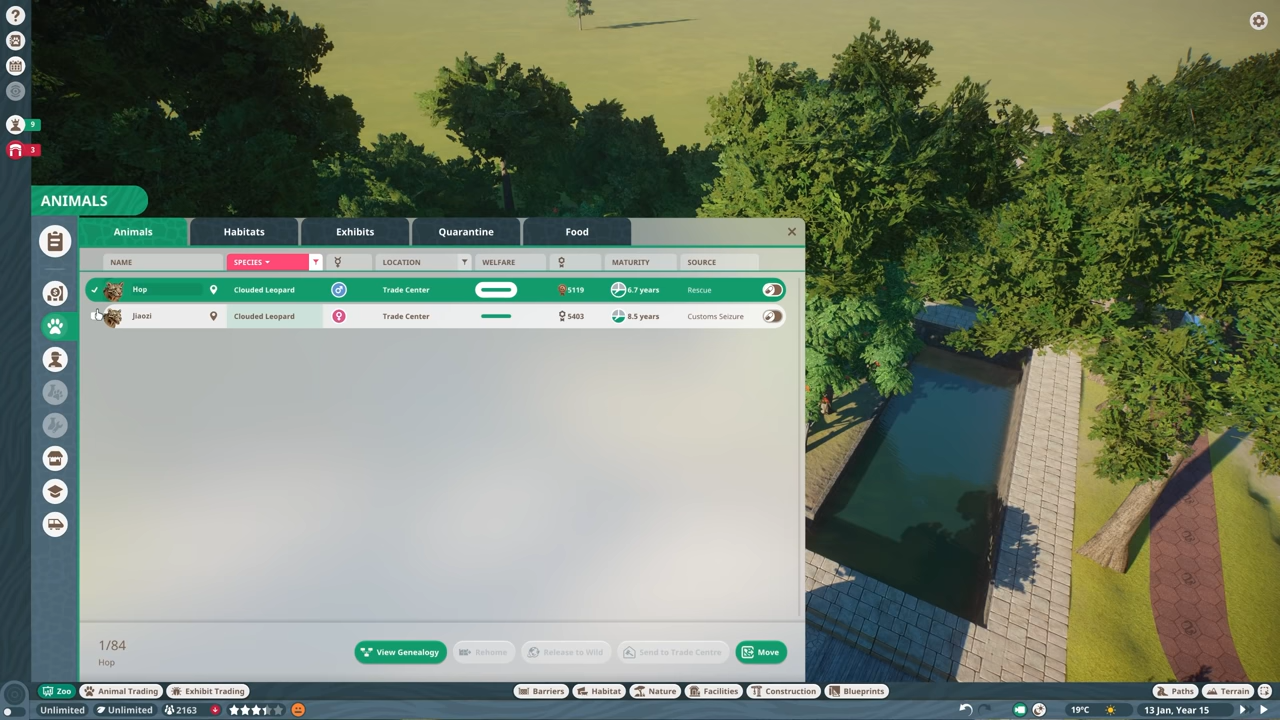 ?
9
3
ANIMALS
Animals Habitats Exhibits Quarantine Food
NAME SPECIES LOCATION WELFARE MATURITY SOURCE
Hop Clouded Leopard Trade Center 5119 6.7 years Rescue
Jiaozi Clouded Leopard Trade Center 5403 8.5 years Customs Seizure
1/84
Hop
View Genealogy Rehome Release to Wild Send to Trade Centre Move
Zoo Animal Trading Exhibit Trading Barriers Habitat Nature Facilities Construction Blueprints Paths Terrain
Unlimited Unlimited 2163 19°C 13 Jan, Year 15